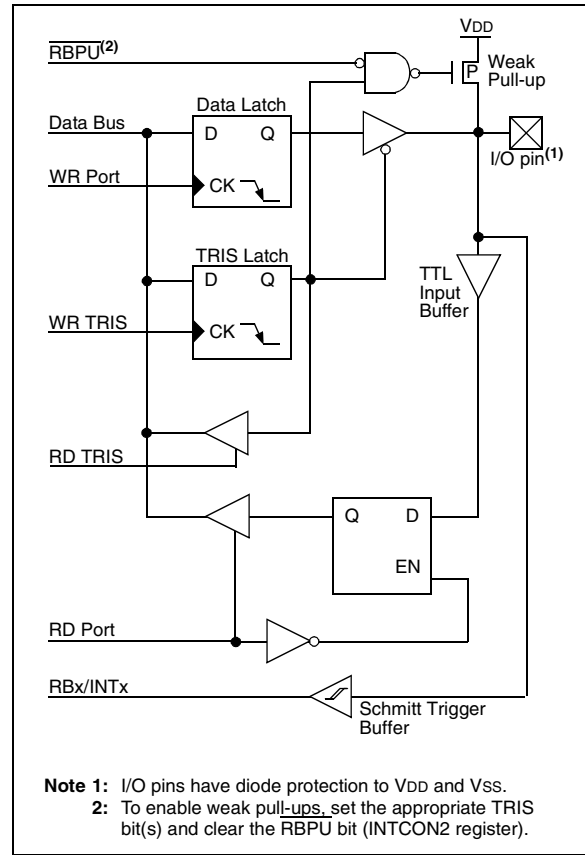 VDD
RBPU(2)
Weak
Pull-up
P
Data Latch
Data Bus
D Q
I/O pin(1)
WR Port
CK
TRIS Latch
D Q
TTL
Input
Buffer
WR TRIS
CK
RD TRIS
Q D
EN
RD Port
RBx/INTx
Schmitt Trigger
Buffer
Note 1: I/O pins have diode protection to VDD and VSS.
2: To enable weak pull-ups, set the appropriate TRIS
bit(s) and clear the RBPU bit (INTCON2 register).